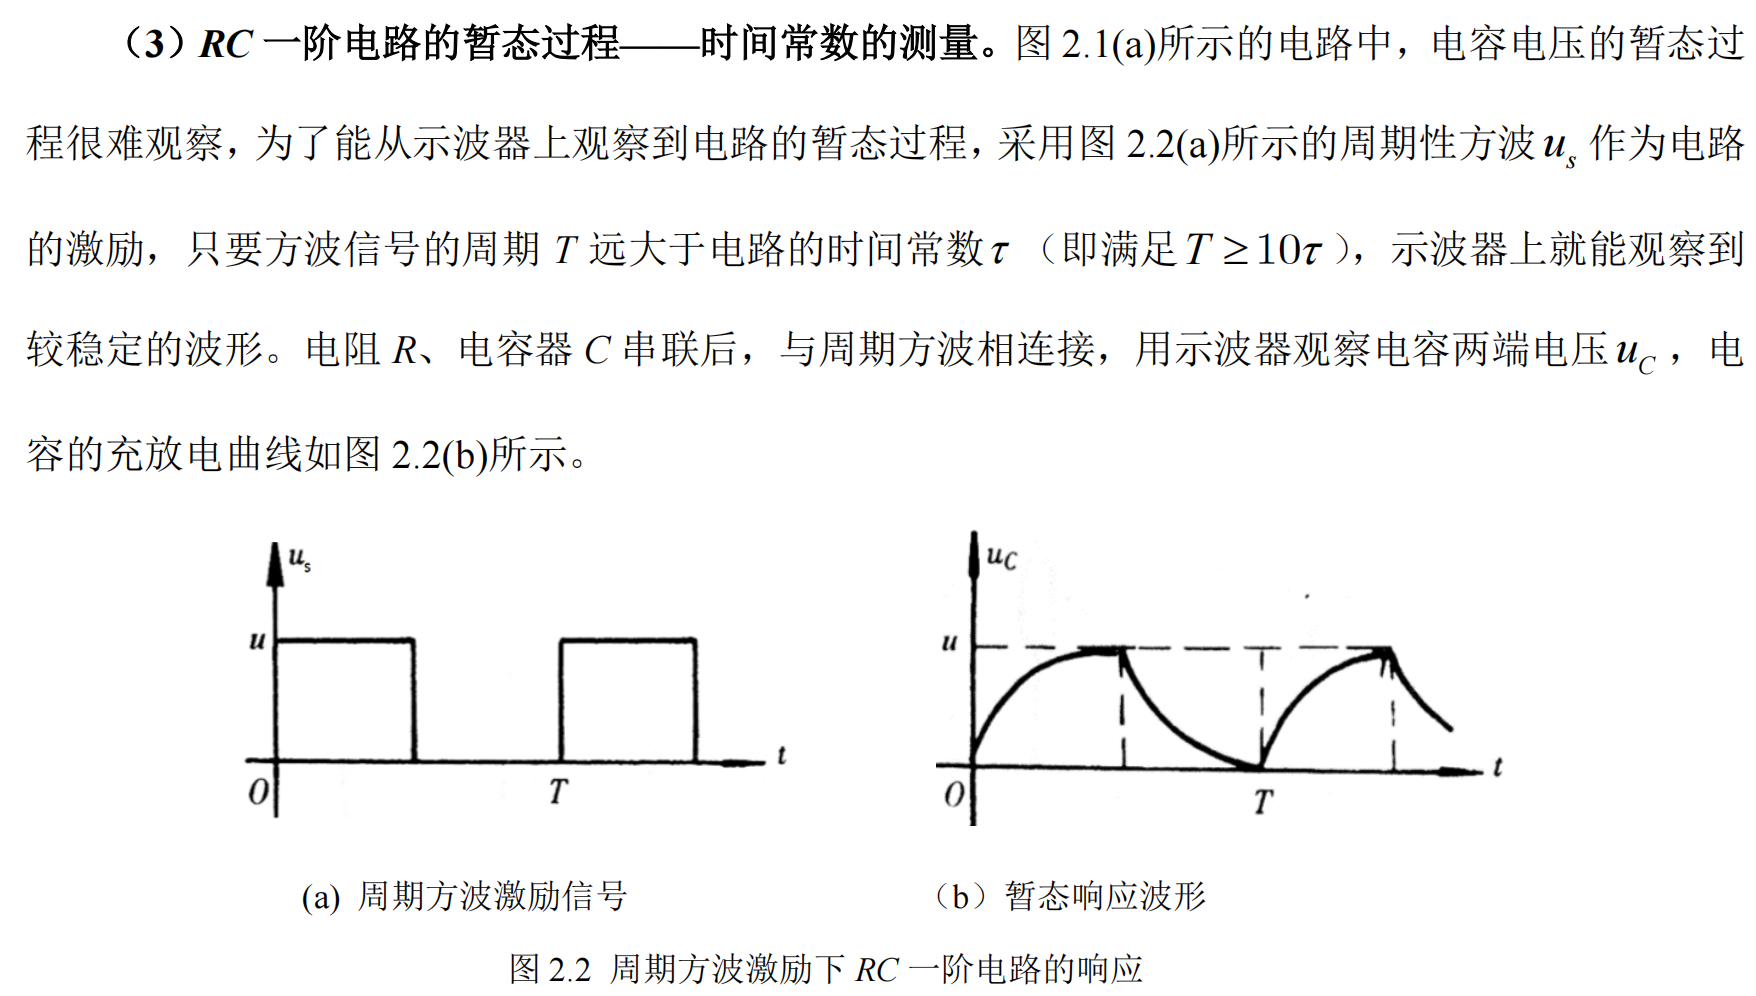 （3）RC 一阶电路的暂态过程——时间常数的测量。图 2.1(a)所示的电路中，电容电压的暂态过
程很难观察，为了能从示波器上观察到电路的暂态过程，采用图 2.2(a)所示的周期性方波 us 作为电路
的激励，只要方波信号的周期 T 远大于电路的时间常数 τ（即满足 T ≥ 10τ），示波器上就能观察到
较稳定的波形。电阻 R、电容器 C 串联后，与周期方波相连接，用示波器观察电容两端电压 uC，电
容的充放电曲线如图 2.2(b)所示。
us
u
O
T
t
uC
u
O
T
t
(a) 周期方波激励信号
（b）暂态响应波形
图 2.2 周期方波激励下 RC 一阶电路的响应